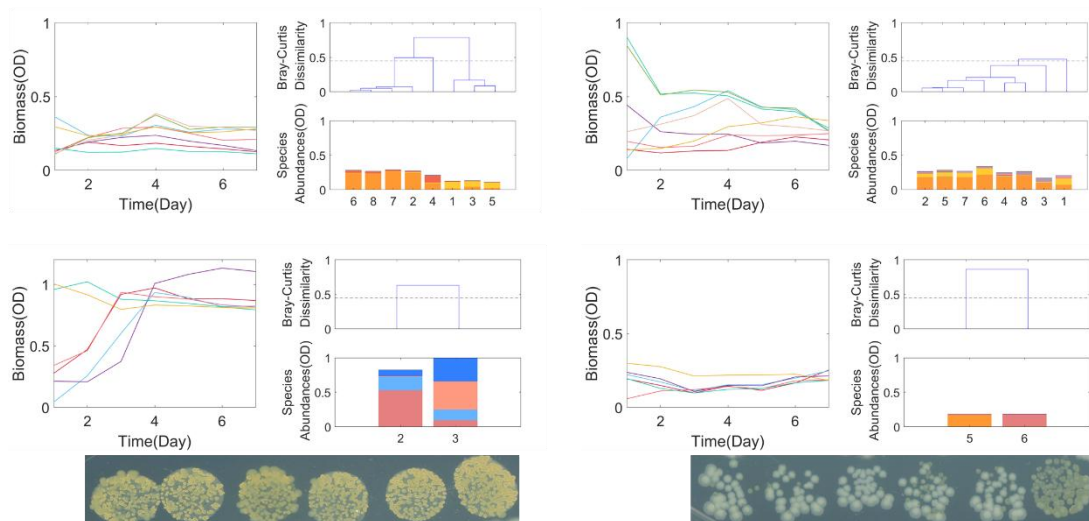 1
0.5
0
Biomass(OD)
2
4
6
Time(Day)
1
0.5
0
Bray-Curtis
Dissimilarity
1
0.5
0
Species
Abundances(OD)
6 8 7 2 4 1 3 5
1
0.5
0
Biomass(OD)
2
4
6
Time(Day)
1
0.5
0
Bray-Curtis
Dissimilarity
1
0.5
0
Species
Abundances(OD)
2 5 7 6 4 8 3 1
1
0.5
0
Biomass(OD)
2
4
6
Time(Day)
1
0.5
0
Bray-Curtis
Dissimilarity
1
0.5
0
Species
Abundances(OD)
2 3
1
0.5
0
Biomass(OD)
2
4
6
Time(Day)
1
0.5
0
Bray-Curtis
Dissimilarity
1
0.5
0
Species
Abundances(OD)
5 6